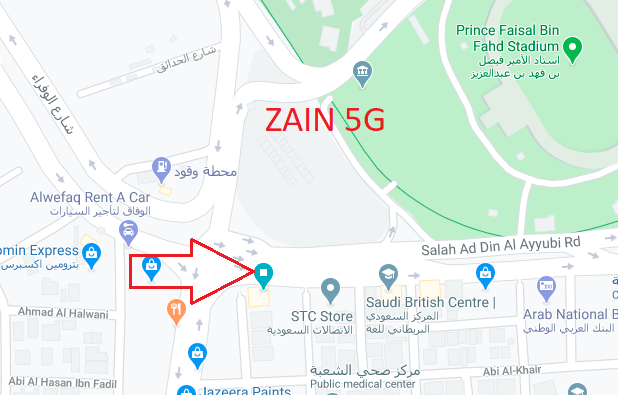 Prince Faisal Bin
Fahd Stadium
استاد الأمير فيصل
بن فهد بن عبدالعزيز
شارع الحدائق
شارع الوفراء
ZAIN 5G
محطة وقود
Alwefaq Rent A Car
الوفاق لتأجير السيارات
omin Express
بترومين اكسبرس
Salah Ad Din Al Ayyubi Rd
Ahmad Al Halwani
STC Store
الاتصالات السعودية
Saudi British Centre |
المركز السعودي
البريطاني للغة
Arab National B
البنك العربي الوطني
مركز صحي الشعبة
Public medical center
Abi Al-Khair
Abi Al Hasan Ibn Fadil
Jazeera Paints